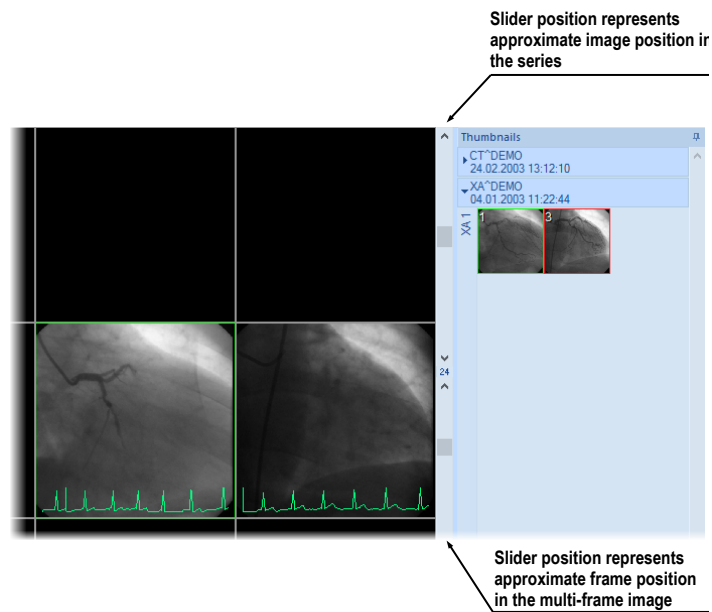 Slider position represents
approximate image position in
the series
Thumbnails
CT^DEMO
24.02.2003 13:12:10
XA^DEMO
04.01.2003 11:22:44
XA 1
1
3
24
Slider position represents
approximate frame position
in the multi-frame image